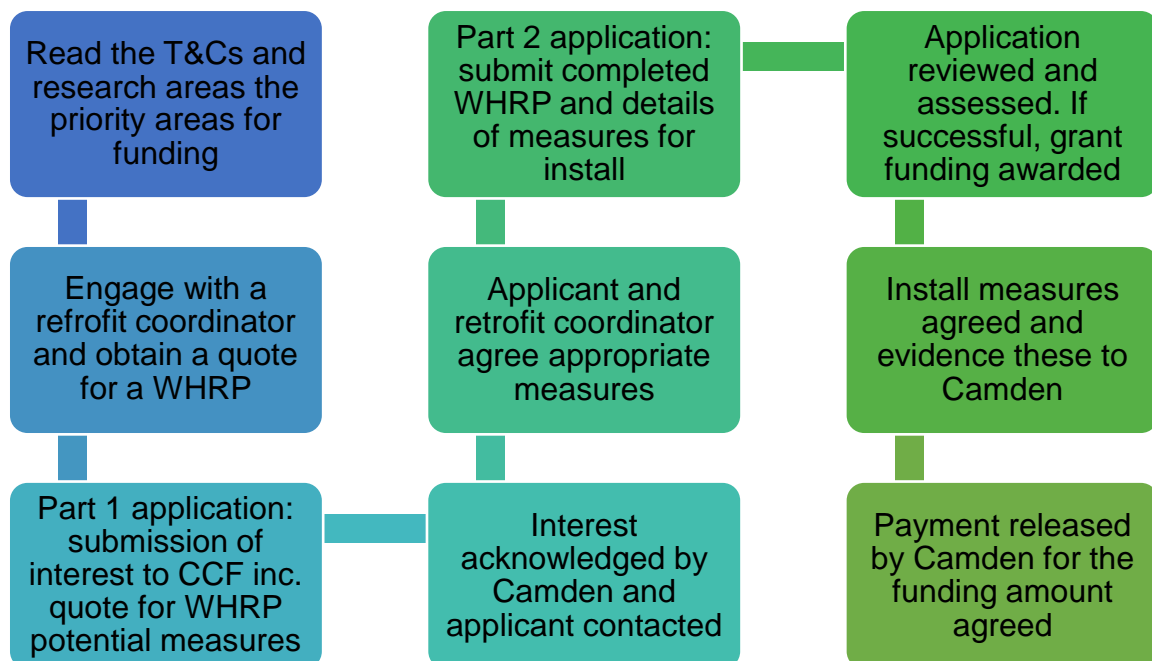 Read the T&Cs and
research areas the
priority areas for
funding
Engage with a
refrofit coordinator
and obtain a quote
for a WHRP
Part 1 application:
submission of
interest to CCF inc.
quote for WHRP
potential measures
Interest
acknowledged by
Camden and
applicant contacted
Applicant and
retrofit coordinator
agree appropriate
measures
Part 2 application:
submit completed
WHRP and details
of measures for
install
Application
reviewed and
assessed. If
successful, grant
funding awarded
Install measures
agreed and
evidence these to
Camden
Payment released
by Camden for the
funding amount
agreed